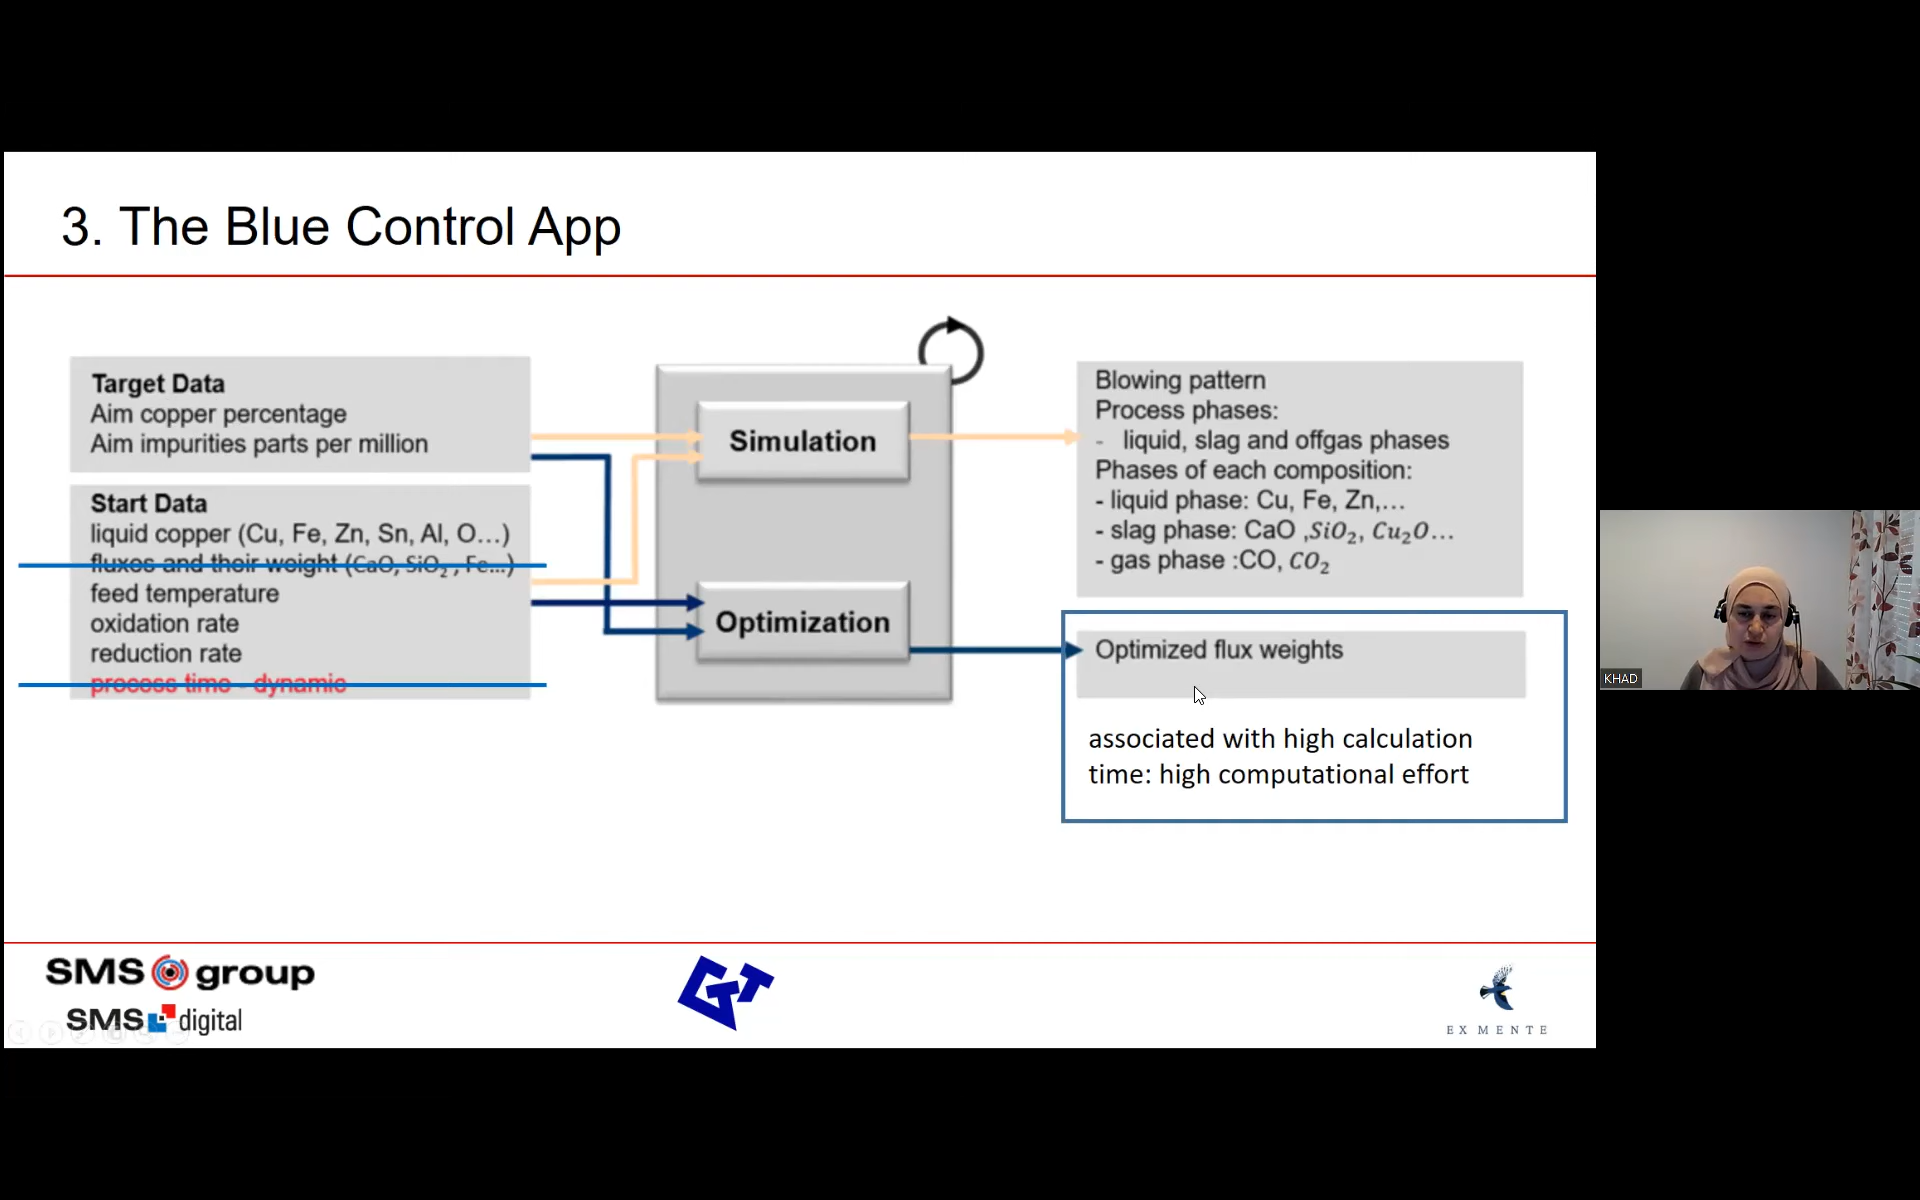 3. The Blue Control App
Target Data
Aim copper percentage
Aim impurities parts per million
Start Data
liquid copper (Cu, Fe, Zn, Sn, Al, O…)
fluxes and their weight (CaO, SiO₂ , Fe...)
feed temperature
oxidation rate
reduction rate
process time - dynamic
Simulation
Optimization
Blowing pattern
Process phases:
- liquid, slag and offgas phases
Phases of each composition:
- liquid phase: Cu, Fe, Zn,…
- slag phase: CaO ,SiO₂, Cu₂O…
- gas phase :CO, CO₂
Optimized flux weights
associated with high calculation
time: high computational effort
SMS group
SMS digital
GTT
EX MENTE
KHAD